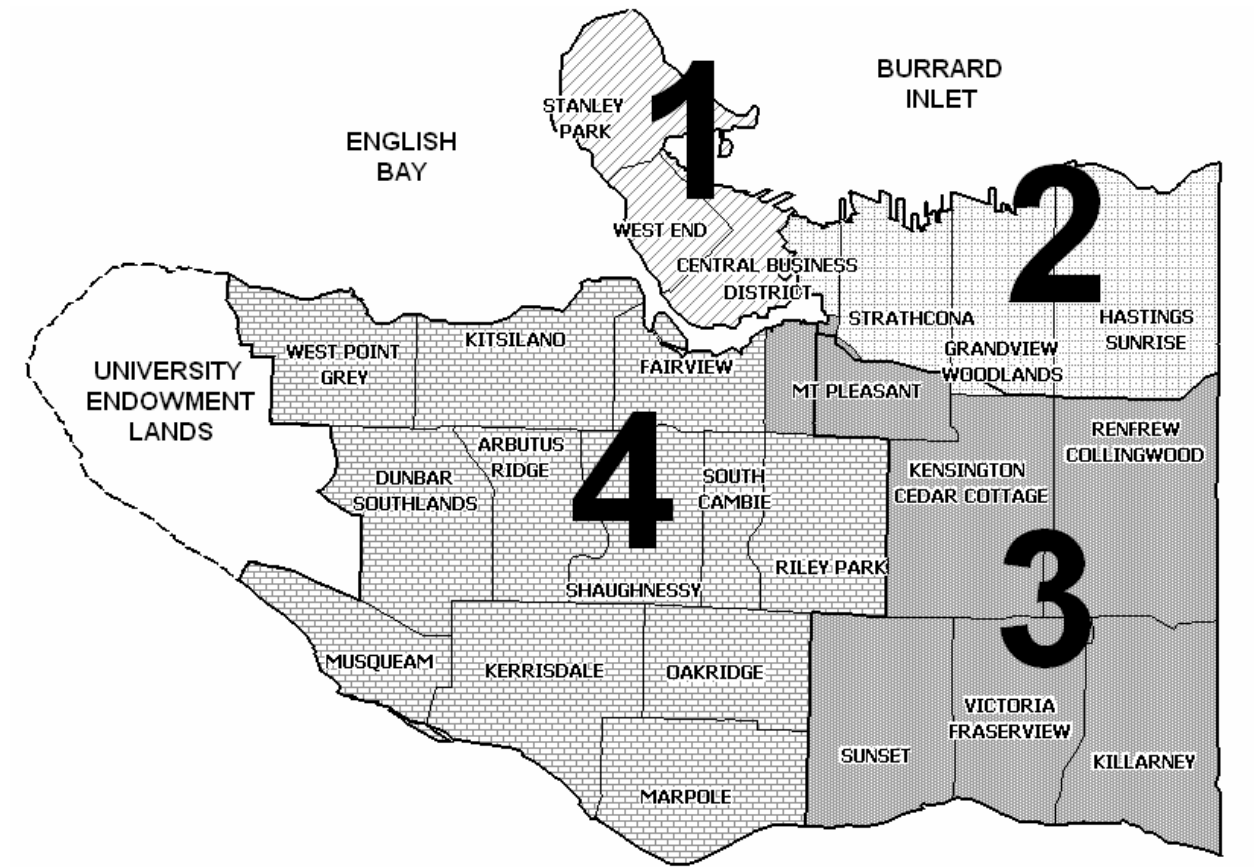 BURRARD
INLET
STANLEY
PARK
1
ENGLISH
BAY
2
WEST END
CENTRAL BUSINESS
DISTRICT
STRATHCONA
HASTINGS
SUNRISE
GRANDVIEW
WOODLANDS
KITSILANO
WEST POINT
GREY
FAIRVIEW
UNIVERSITY
ENDOWMENT
LANDS
MT PLEASANT
RENFREW
COLLINGWOOD
ARBUTUS
RIDGE
4
DUNBAR
SOUTHLANDS
SOUTH
CAMBIE
KENSINGTON
CEDAR COTTAGE
RILEY PARK
SHAUGHNESSY
3
MUSQUEAM
KERRISDALE
OAKRIDGE
VICTORIA
FRASERVIEW
SUNSET
KILLARNEY
MARPOLE